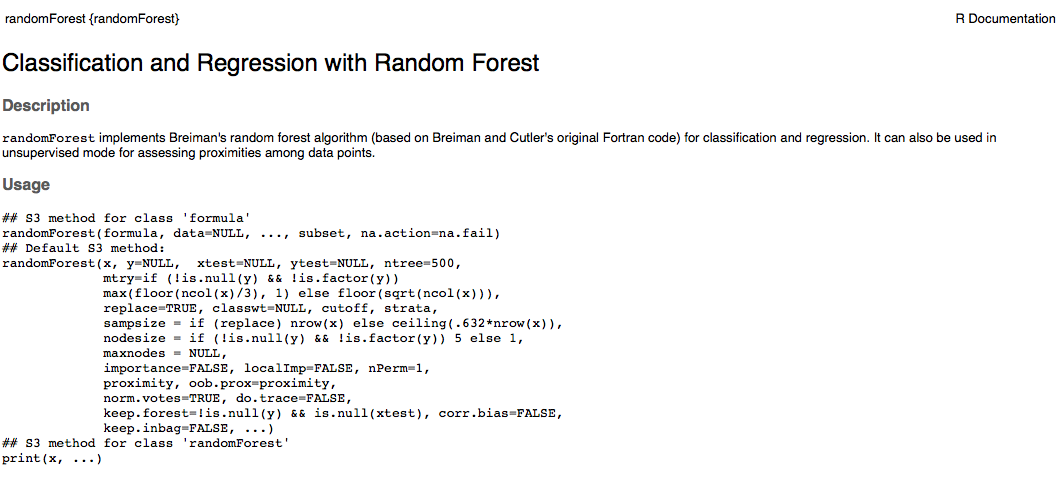 randomForest {randomForest} R Documentation
Classification and Regression with Random Forest
Description
randomForest implements Breiman's random forest algorithm (based on Breiman and Cutler's original Fortran code) for classification and regression. It can also be used in
unsupervised mode for assessing proximities among data points.
Usage
## S3 method for class 'formula'
randomForest(formula, data=NULL, ..., subset, na.action=na.fail)
## Default S3 method:
randomForest(x, y=NULL,  xtest=NULL, ytest=NULL, ntree=500,
             mtry=if (!is.null(y) && !is.factor(y))
             max(floor(ncol(x)/3), 1) else floor(sqrt(ncol(x))),
             replace=TRUE, classwt=NULL, cutoff, strata,
             sampsize = if (replace) nrow(x) else ceiling(.632*nrow(x)),
             nodesize = if (!is.null(y) && !is.factor(y)) 5 else 1,
             maxnodes = NULL,
             importance=FALSE, localImp=FALSE, nPerm=1,
             proximity, oob.prox=proximity,
             norm.votes=TRUE, do.trace=FALSE,
             keep.forest=!is.null(y) && is.null(xtest), corr.bias=FALSE,
             keep.inbag=FALSE, ...)
## S3 method for class 'randomForest'
print(x, ...)